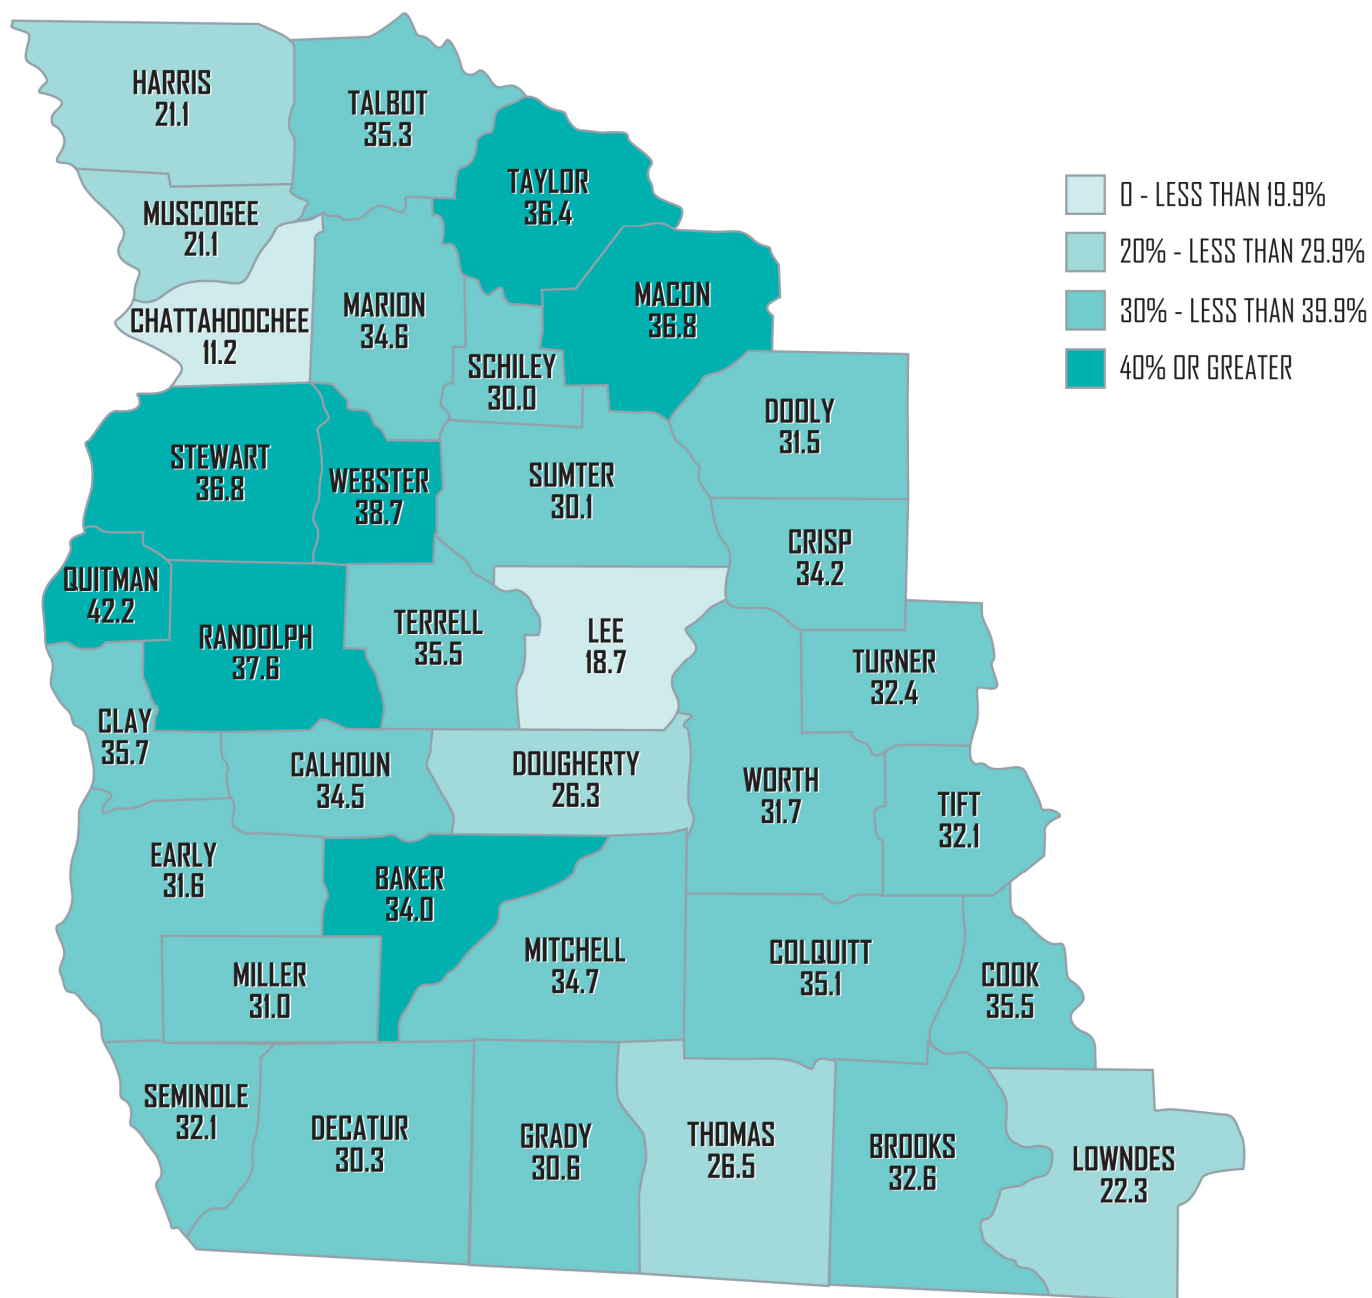 HARRIS
21.1
TALBOT
35.3
TAYLOR
36.4
MUSCOGEE
21.1
CHATTAHOOCHEE
11.2
MARION
34.6
MACON
36.8
SCHILEY
30.0
DOOLY
31.5
STEWART
36.8
WEBSTER
38.7
SUMTER
30.1
CRISP
34.2
QUITMAN
42.2
RANDOLPH
37.6
TERRELL
35.5
LEE
18.7
TURNER
32.4
CLAY
35.7
CALHOUN
34.5
DOUGHERTY
26.3
WORTH
31.7
TIFT
32.1
EARLY
31.6
BAKER
34.0
MITCHELL
34.7
COLQUITT
35.1
COOK
35.5
MILLER
31.0
SEMINOLE
32.1
DECATUR
30.3
GRADY
30.6
THOMAS
26.5
BROOKS
32.6
LOWNDES
22.3
0 - LESS THAN 19.9%
20% - LESS THAN 29.9%
30% - LESS THAN 39.9%
40% OR GREATER